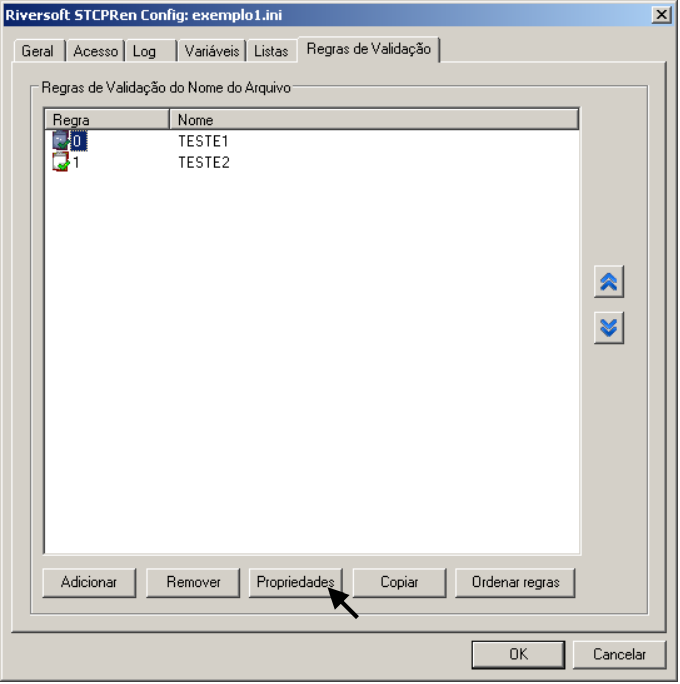 Riversoft STCPRen Config: exemplo1.ini
Geral Acesso Log Variáveis Listas Regras de Validação
Regras de Validação do Nome do Arquivo
Regra Nome
0 TESTE1
1 TESTE2
Adicionar Remover Propriedades Copiar Ordenar regras
OK Cancelar